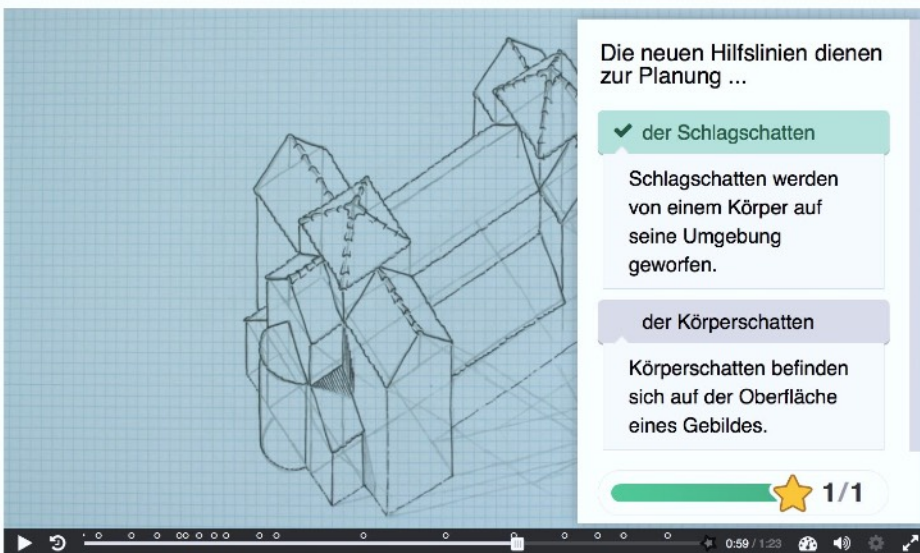 Die neuen Hilfslinien dienen
zur Planung ...
der Schlagschatten
Schlagschatten werden
von einem Körper auf
seine Umgebung
geworfen.
der Körperschatten
Körperschatten befinden
sich auf der Oberfläche
eines Gebildes.
1/1
0:59 / 1:23